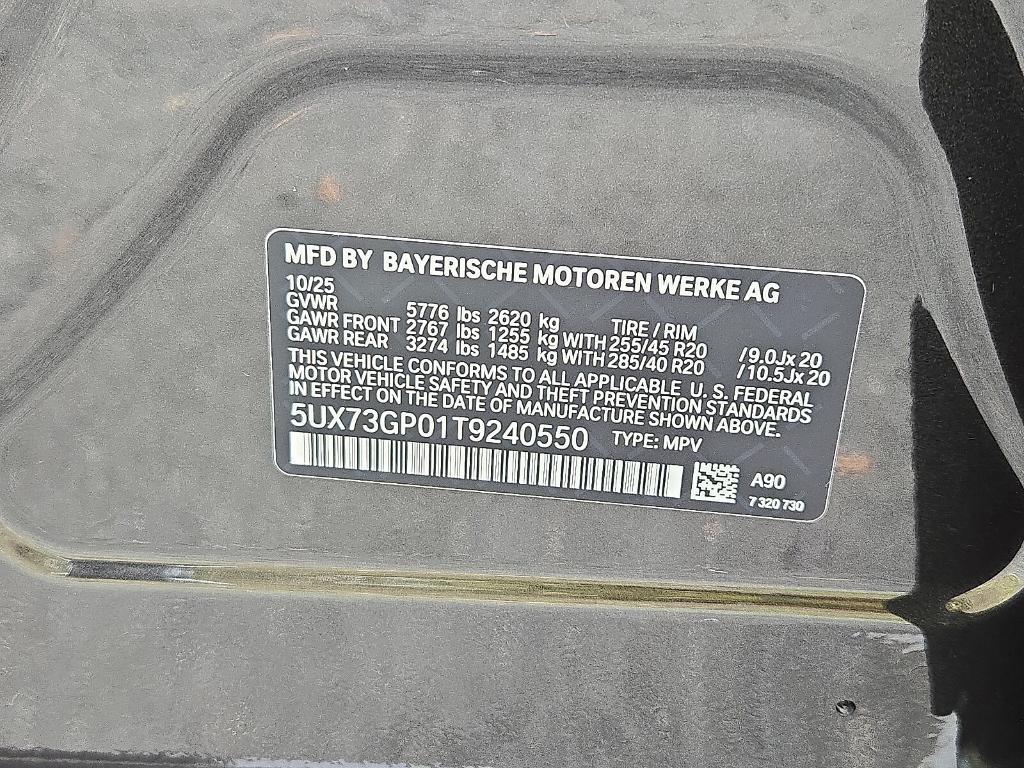 MFD BY BAYERISCHE MOTOREN WERKE AG
10/25
GVWR 5776 lbs 2620 kg TIRE / RIM
GAWR FRONT 2767 lbs 1255 kg WITH 255/45 R20 /9.0Jx 20
GAWR REAR 3274 lbs 1485 kg WITH 285/40 R20 /10.5Jx 20
THIS VEHICLE CONFORMS TO ALL APPLICABLE U. S. FEDERAL
MOTOR VEHICLE SAFETY AND THEFT PREVENTION STANDARDS
IN EFFECT ON THE DATE OF MANUFACTURE SHOWN ABOVE.
5UX73GP01T9240550 TYPE: MPV
A90
7 320 730